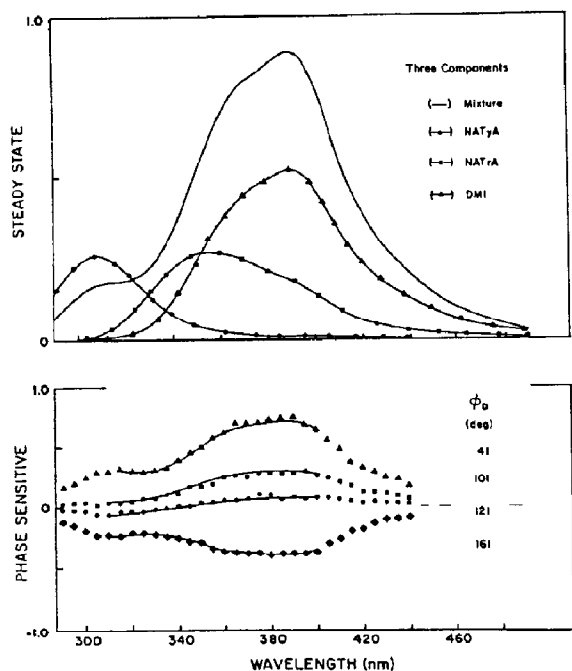 1.0
Three Components
(—) Mixture
NATyA
NATrA
DMI
STEADY STATE
0
1.0
ϕD
(deg)
41
101
0
121
161
PHASE SENSITIVE
-1.0
300 340 380 420 460
WAVELENGTH (nm)